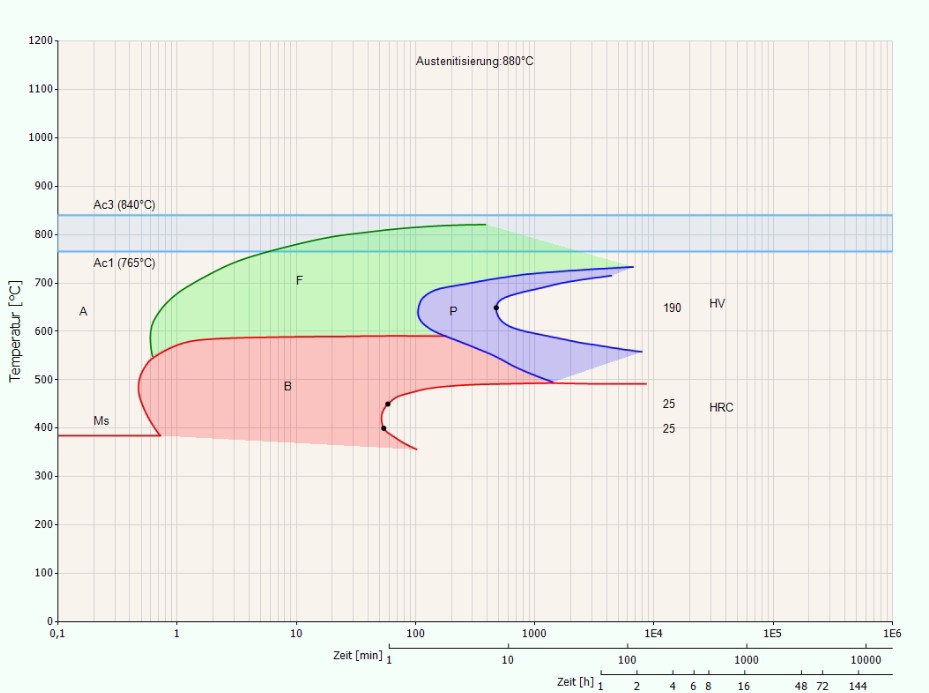 1200
Austenitisierung:880°C
1100
1000
900
Ac3 (840°C)
800
Ac1 (765°C)
700
F
A
P
190 HV
600
500
B
25 HRC
Ms
400
25
300
200
100
0
Temperatur [°C]
0,1 1 10 100 1000 1E4 1E5 1E6
Zeit [min] 1 10 100 1000 10000
Zeit [h] 1 2 4 6 8 16 48 72 144